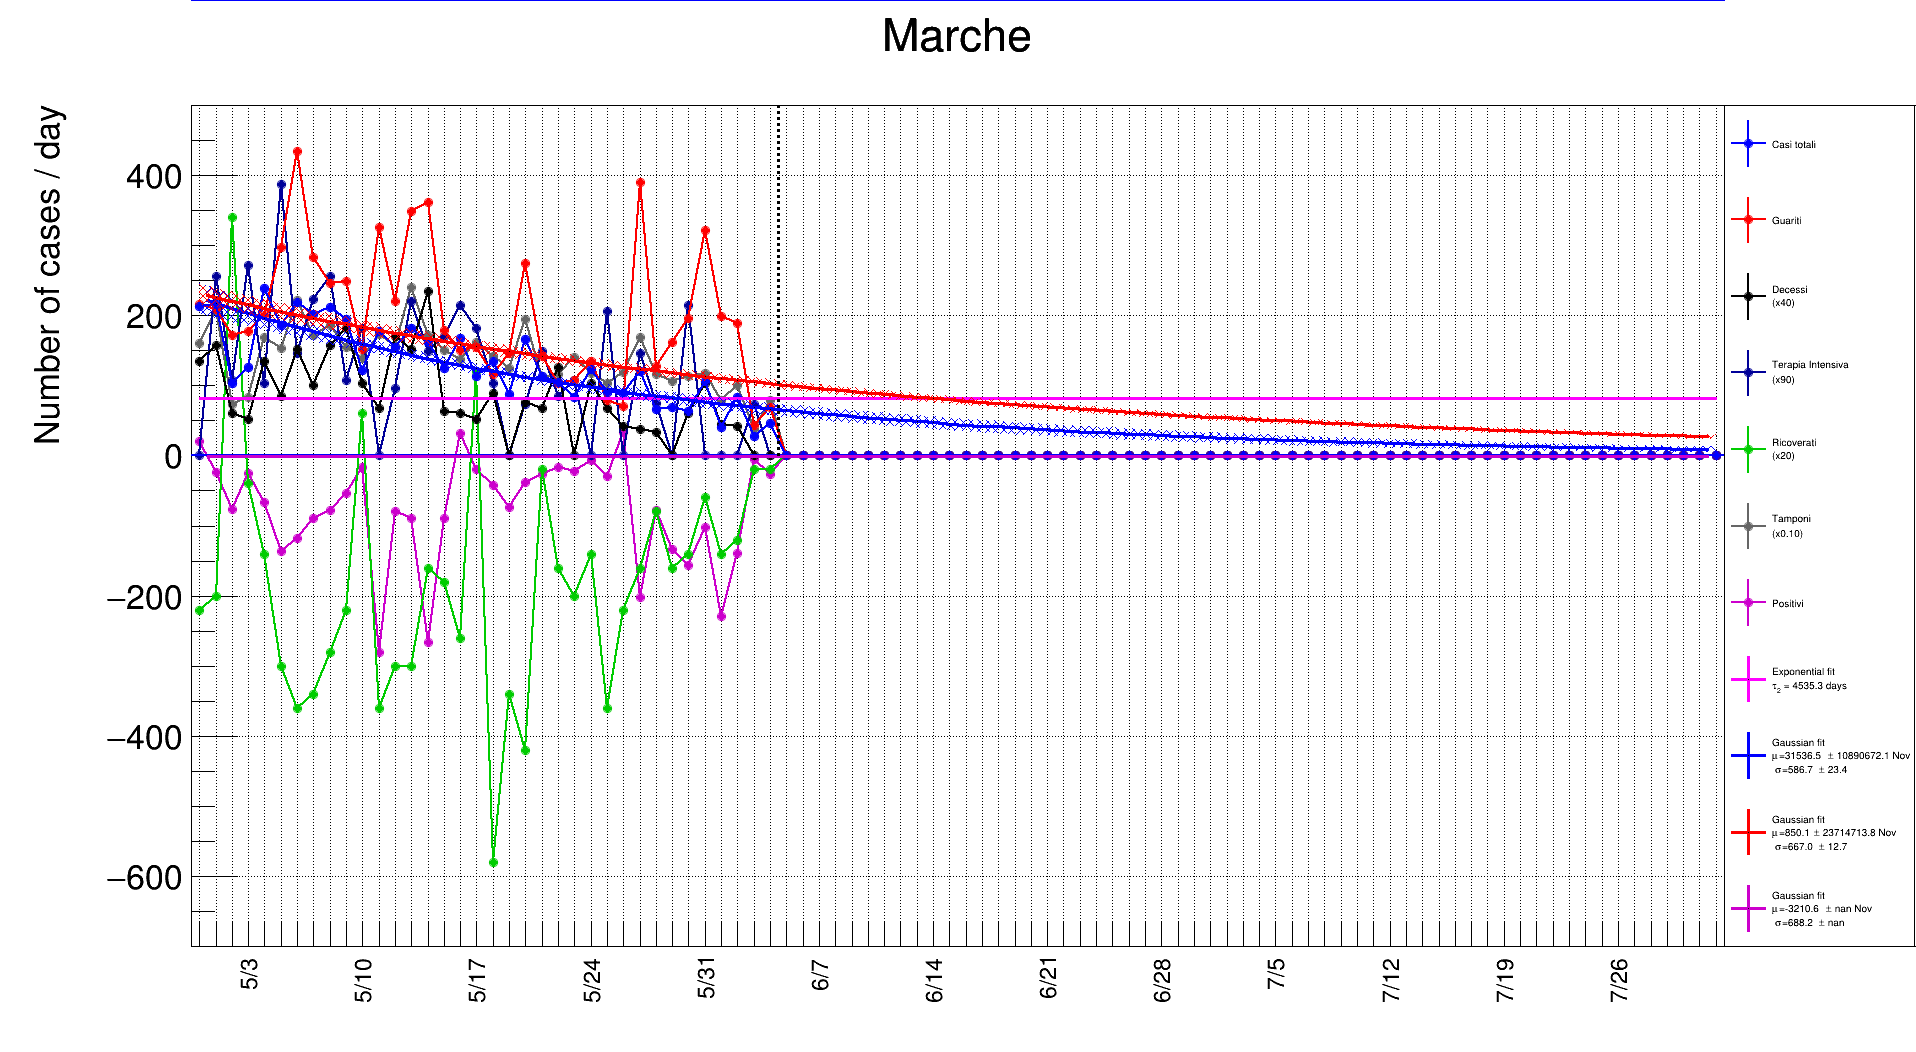 Marche
Number of cases / day
400
200
0
−200
−400
−600
5/3
5/10
5/17
5/24
5/31
6/7
6/14
6/21
6/28
7/5
7/12
7/19
7/26
Casi totali
Guariti
Decessi
(x40)
Terapia Intensiva
(x90)
Ricoverati
(x20)
Tamponi
(x0.10)
Positivi
Exponential fit
τ2 = 4535.3 days
Gaussian fit
μ=31536.5 ± 10890672.1 Nov
σ=586.7 ± 23.4
Gaussian fit
μ=850.1 ± 23714713.8 Nov
σ=667.0 ± 12.7
Gaussian fit
μ=-3210.6 ± nan Nov
σ=688.2 ± nan